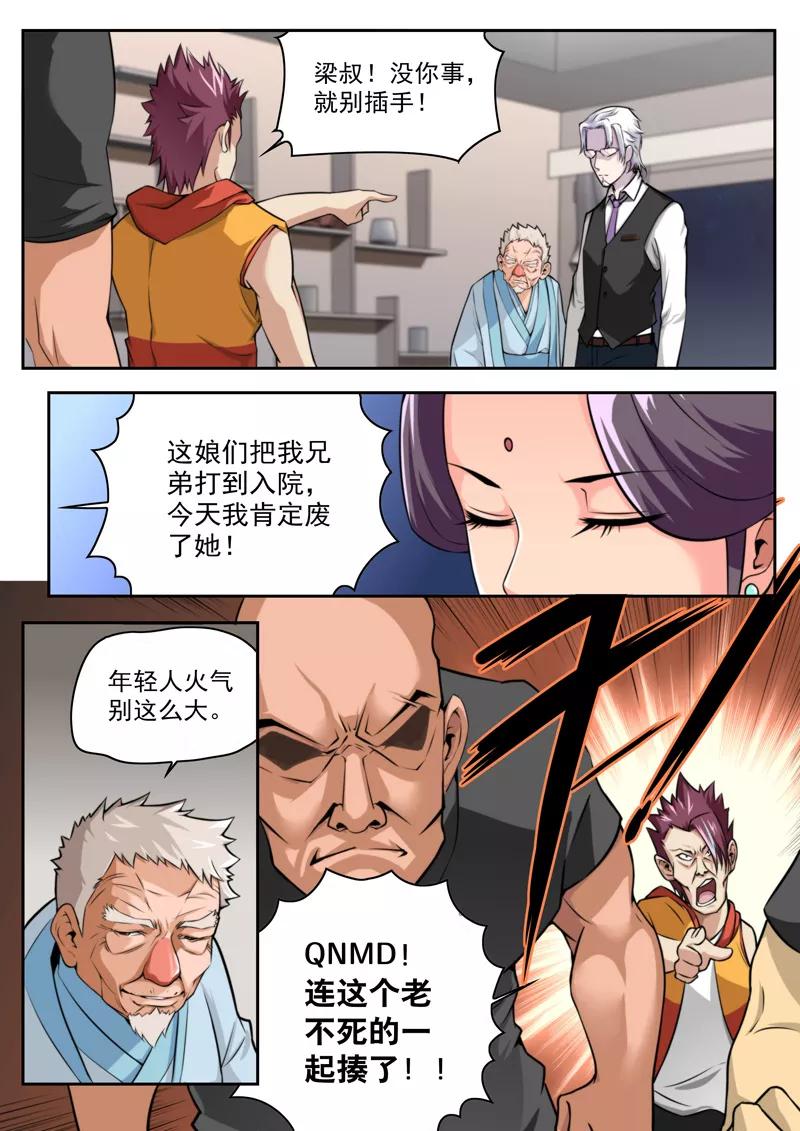 梁叔！没你事，
就别插手！
这娘们把我兄
弟打到入院，
今天我肯定废
了她！
年轻人火气
别这么大。
QNMD！
连这个老
不死的一
起揍了！！